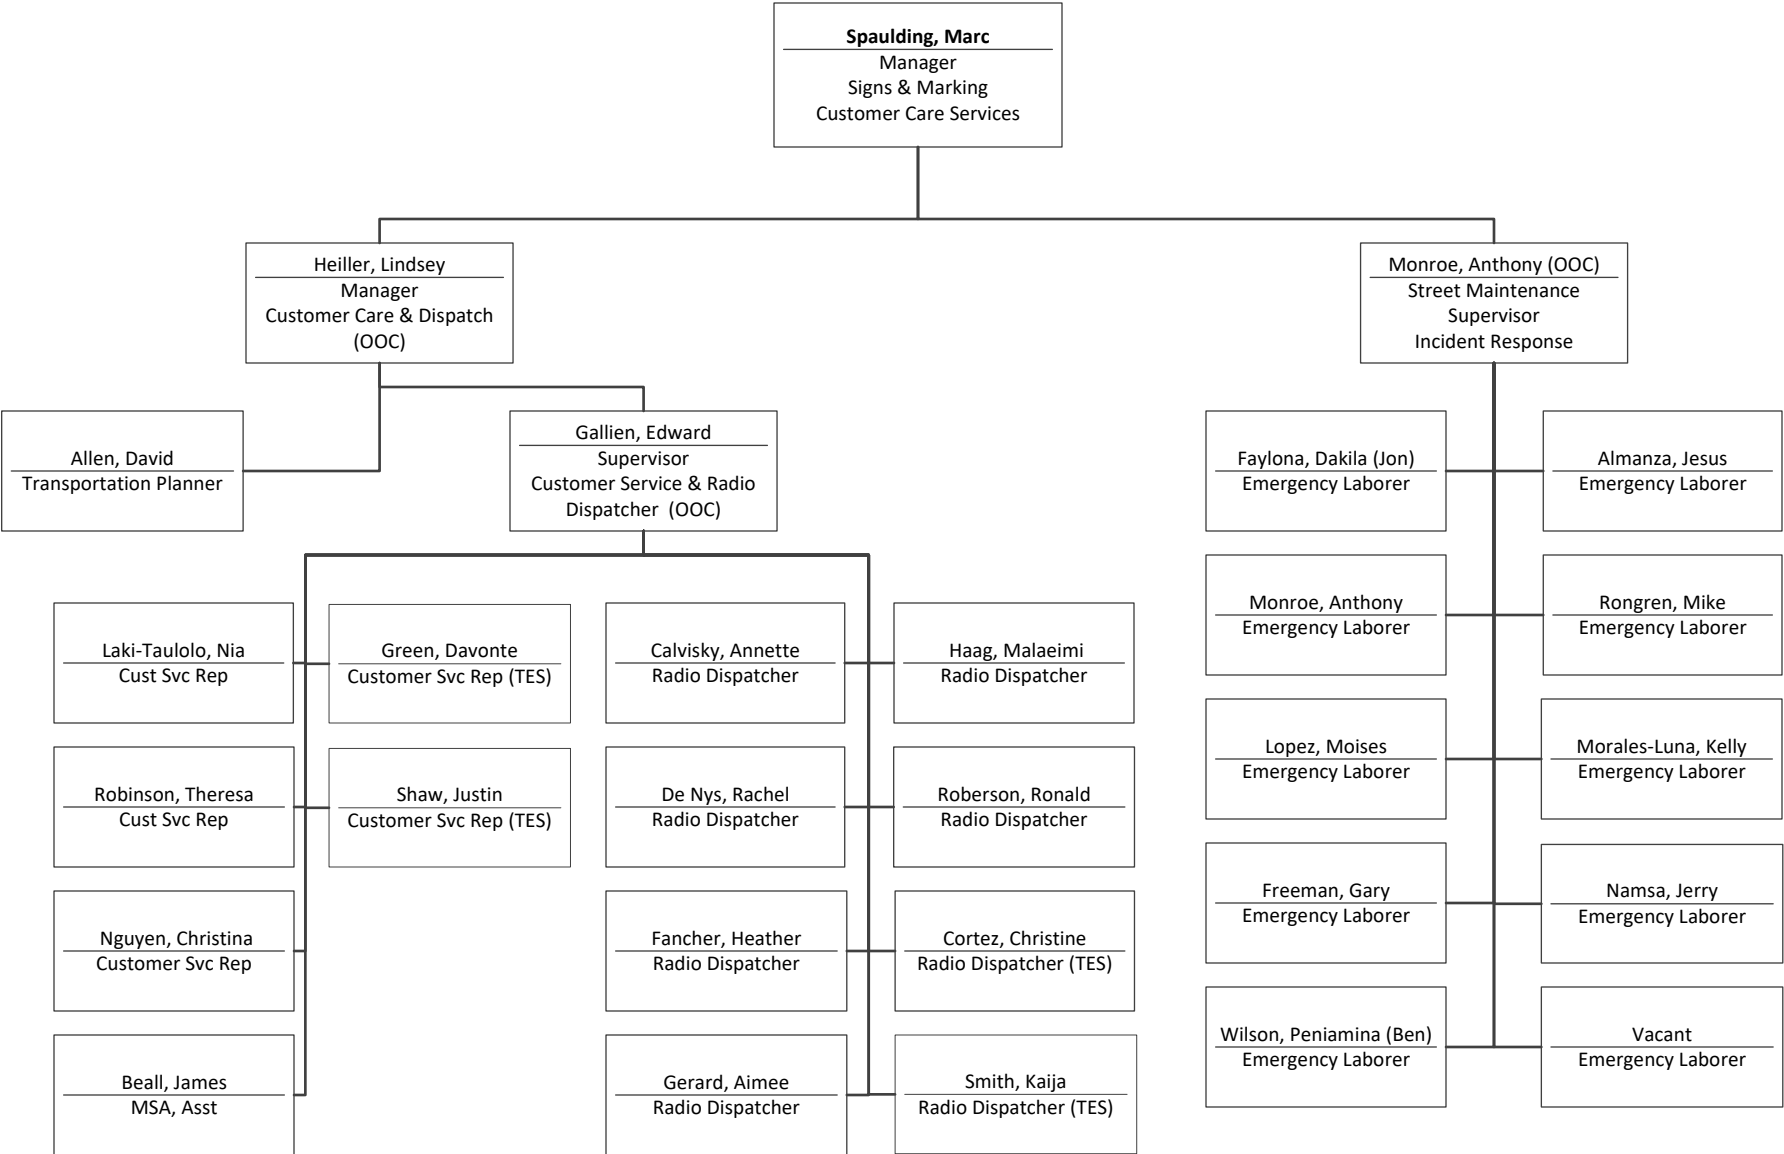 Spaulding, Marc
Manager
Signs & Marking
Customer Care Services
Heiller, Lindsey
Manager
Customer Care & Dispatch
(OOC)
Monroe, Anthony (OOC)
Street Maintenance
Supervisor
Incident Response
Allen, David
Transportation Planner
Gallien, Edward
Supervisor
Customer Service & Radio
Dispatcher (OOC)
Faylona, Dakila (Jon)
Emergency Laborer
Almanza, Jesus
Emergency Laborer
Monroe, Anthony
Emergency Laborer
Rongren, Mike
Emergency Laborer
Laki-Taulolo, Nia
Cust Svc Rep
Green, Davonte
Customer Svc Rep (TES)
Calvisky, Annette
Radio Dispatcher
Haag, Malaeimi
Radio Dispatcher
Lopez, Moises
Emergency Laborer
Morales-Luna, Kelly
Emergency Laborer
Robinson, Theresa
Cust Svc Rep
Shaw, Justin
Customer Svc Rep (TES)
De Nys, Rachel
Radio Dispatcher
Roberson, Ronald
Radio Dispatcher
Freeman, Gary
Emergency Laborer
Namsa, Jerry
Emergency Laborer
Nguyen, Christina
Customer Svc Rep
Fancher, Heather
Radio Dispatcher
Cortez, Christine
Radio Dispatcher (TES)
Wilson, Peniamina (Ben)
Emergency Laborer
Vacant
Emergency Laborer
Beall, James
MSA, Asst
Gerard, Aimee
Radio Dispatcher
Smith, Kaija
Radio Dispatcher (TES)